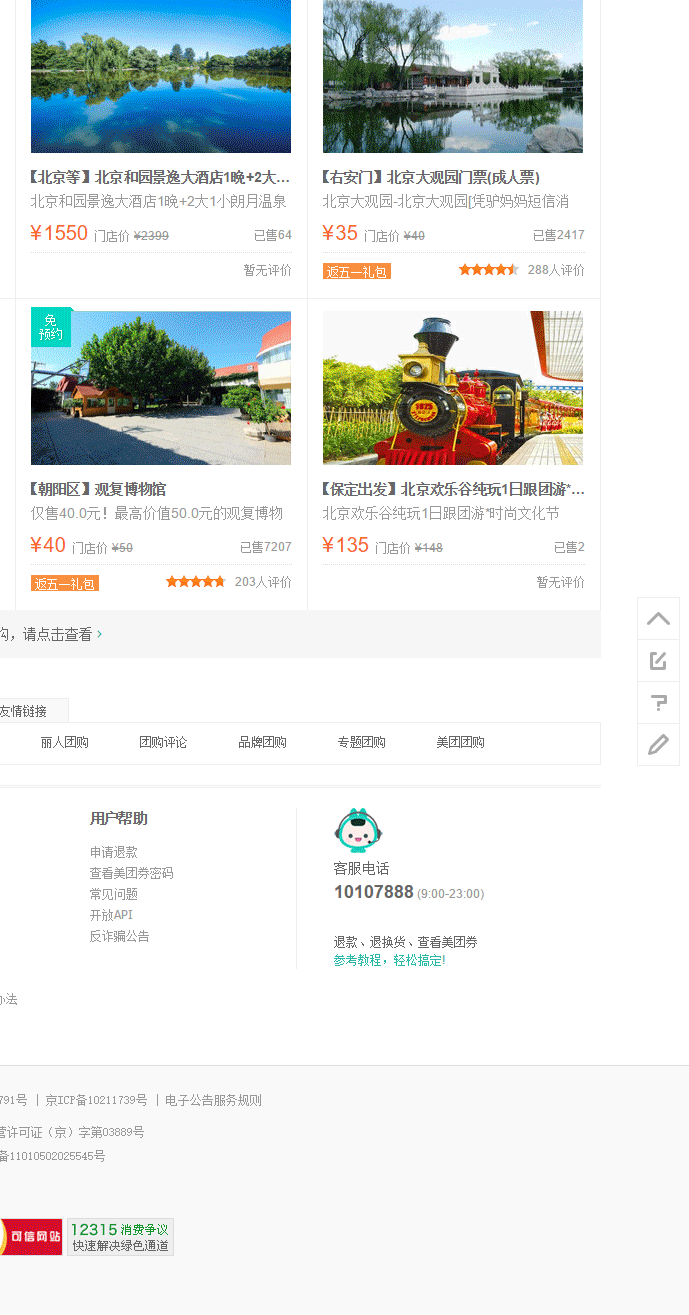 【北京等】北京和园景逸大酒店1晚+2大...
北京和园景逸大酒店1晚+2大1小朗月温泉
¥1550 门店价 ¥2399 已售64
暂无评价
【右安门】北京大观园门票(成人票)
北京大观园-北京大观园[凭驴妈妈短信消
¥35 门店价 ¥40 已售2417
返五一礼包 288人评价
免
预约
【朝阳区】观复博物馆
仅售40.0元！最高价值50.0元的观复博物
¥40 门店价 ¥50 已售7207
返五一礼包 203人评价
1875
【保定出发】北京欢乐谷纯玩1日跟团游*...
北京欢乐谷纯玩1日跟团游*时尚文化节
¥135 门店价 ¥148 已售2
暂无评价
购，请点击查看 ›
友情链接
丽人团购 团购评论 品牌团购 专题团购 美团团购
用户帮助
申请退款
查看美团券密码
常见问题
开放API
反诈骗公告
客服电话
10107888 (9:00-23:00)
退款、退换货、查看美团券
参考教程，轻松搞定!
办法
791号 | 京ICP备10211739号 | 电子公告服务规则
营许可证（京）字第03889号
备11010502025545号
可信网站
12315 消费争议
快速解决绿色通道